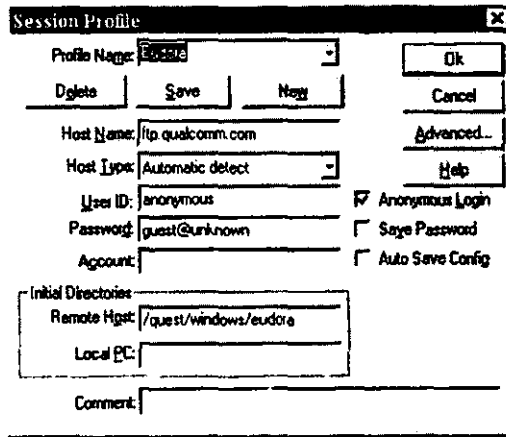 Session Profile
Profile Name: Eudora
Ok
Delete Save New
Cancel
Host Name: ftp.qualcomm.com
Advanced...
Host Type: Automatic detect
Help
User ID: anonymous
Anonymous Login
Password: guest@unknown
Save Password
Account:
Auto Save Config
Initial Directories
Remote Host: /quest/windows/eudora
Local PC:
Comment: